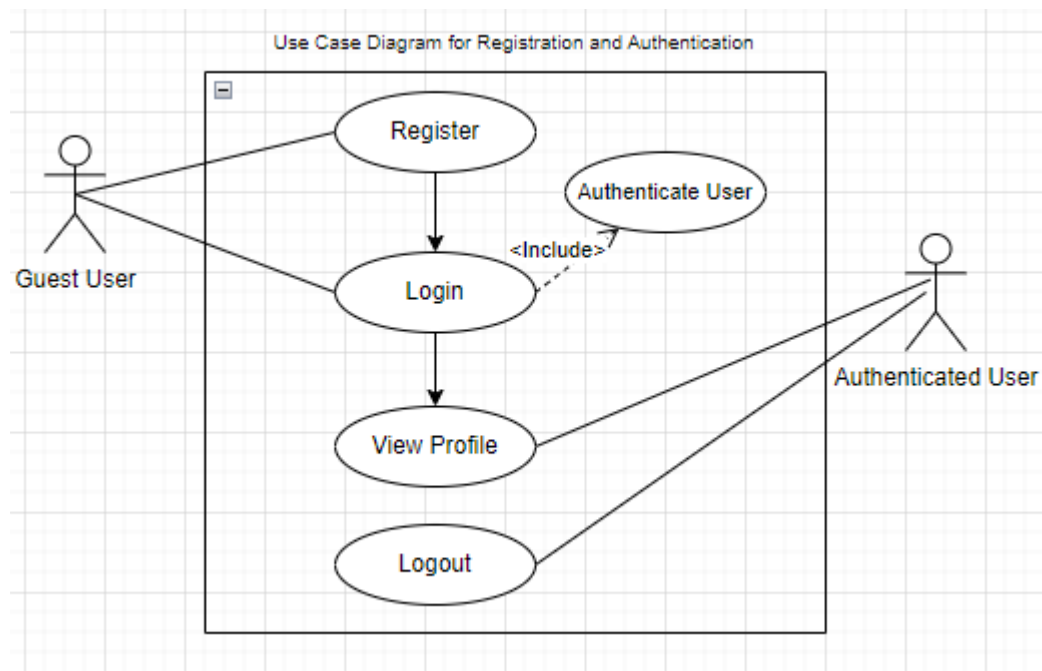 Use Case Diagram for Registration and Authentication
Register
Authenticate User
<Include>
Guest User
Login
Authenticated User
View Profile
Logout